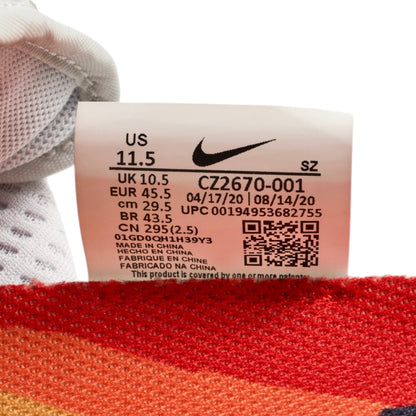 US
11.5
SZ
UK 10.5
EUR 45.5
cm 29.5
BR 43.5
CN 295(2.5)
CZ2670-001
04/17/20 | 08/14/20
UPC 00194953682755
01GD0QH1H39Y3
MADE IN CHINA
HECHO EN CHINA
FABRIQUE EN CHINE
FABRICADO NA CHINA
This product is covered by one or more patent